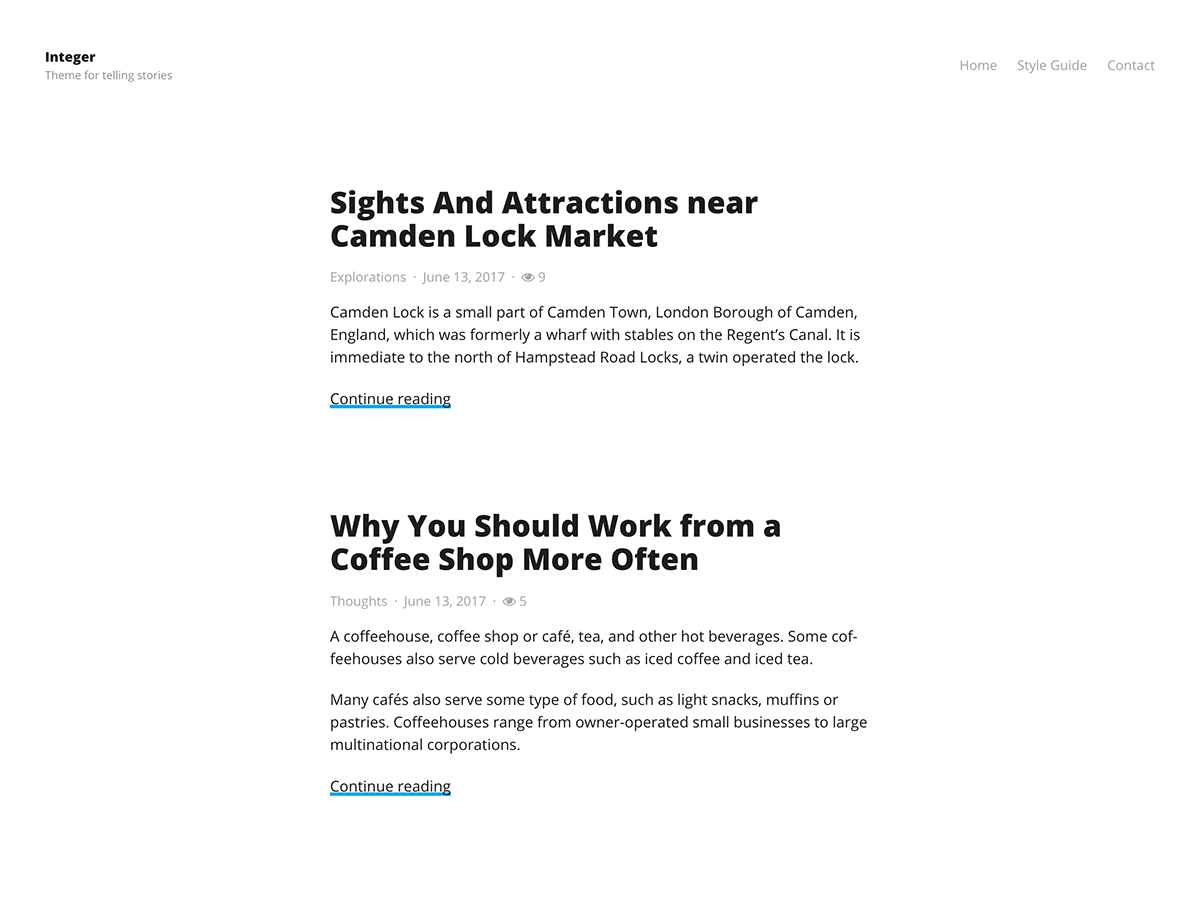 Integer
Theme for telling stories
Home Style Guide Contact
Sights And Attractions near
Camden Lock Market
Explorations · June 13, 2017 · 9
Camden Lock is a small part of Camden Town, London Borough of Camden,
England, which was formerly a wharf with stables on the Regent’s Canal. It is
immediate to the north of Hampstead Road Locks, a twin operated the lock.
Continue reading
Why You Should Work from a
Coffee Shop More Often
Thoughts · June 13, 2017 · 5
A coffeehouse, coffee shop or café, tea, and other hot beverages. Some cof-
feehouses also serve cold beverages such as iced coffee and iced tea.
Many cafés also serve some type of food, such as light snacks, muffins or
pastries. Coffeehouses range from owner-operated small businesses to large
multinational corporations.
Continue reading